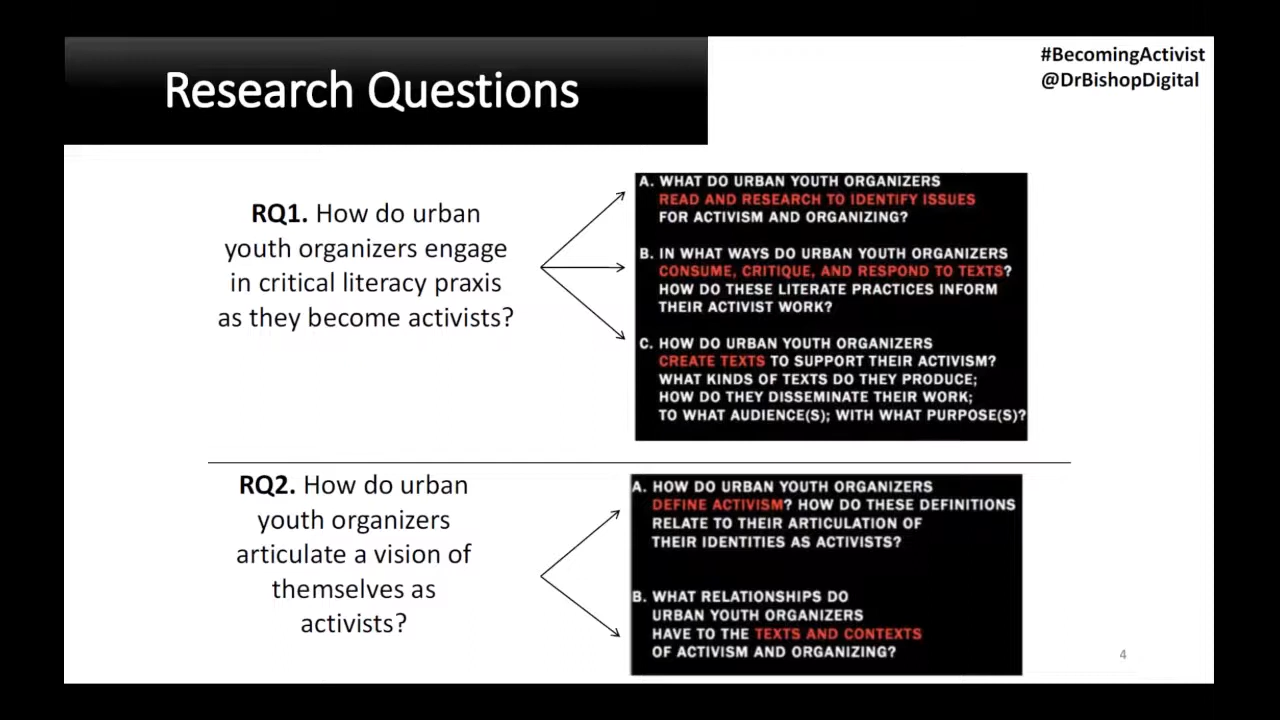 Research Questions
#BecomingActivist
@DrBishopDigital
RQ1. How do urban
youth organizers engage
in critical literacy praxis
as they become activists?
A. WHAT DO URBAN YOUTH ORGANIZERS
READ AND RESEARCH TO IDENTIFY ISSUES
FOR ACTIVISM AND ORGANIZING?
B. IN WHAT WAYS DO URBAN YOUTH ORGANIZERS
CONSUME, CRITIQUE, AND RESPOND TO TEXTS?
HOW DO THESE LITERATE PRACTICES INFORM
THEIR ACTIVIST WORK?
C. HOW DO URBAN YOUTH ORGANIZERS
CREATE TEXTS TO SUPPORT THEIR ACTIVISM?
WHAT KINDS OF TEXTS DO THEY PRODUCE;
HOW DO THEY DISSEMINATE THEIR WORK;
TO WHAT AUDIENCE(S); WITH WHAT PURPOSE(S)?
RQ2. How do urban
youth organizers
articulate a vision of
themselves as
activists?
A. HOW DO URBAN YOUTH ORGANIZERS
DEFINE ACTIVISM? HOW DO THESE DEFINITIONS
RELATE TO THEIR ARTICULATION OF
THEIR IDENTITIES AS ACTIVISTS?
B. WHAT RELATIONSHIPS DO
URBAN YOUTH ORGANIZERS
HAVE TO THE TEXTS AND CONTEXTS
OF ACTIVISM AND ORGANIZING?
4